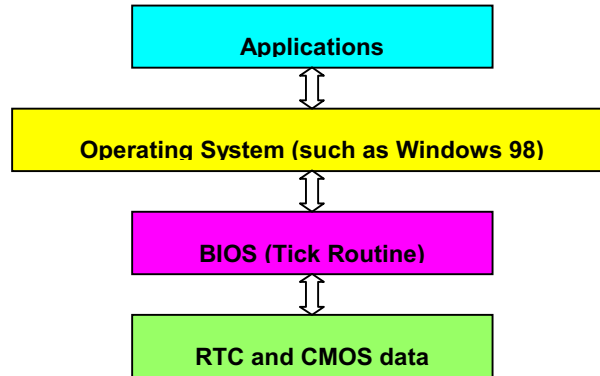 Applications
Operating System (such as Windows 98)
BIOS (Tick Routine)
RTC and CMOS data